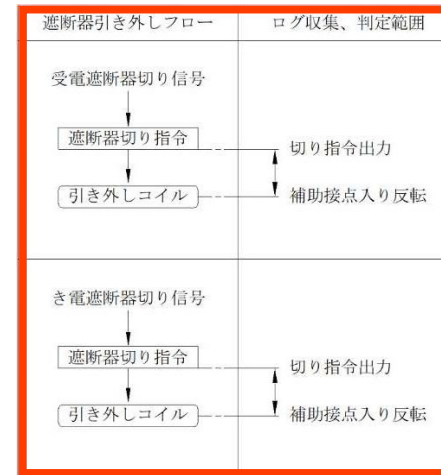 遮断器引き外しフロー
ログ収集、判定範囲
受電遮断器切り信号
遮断器切り指令
切り指令出力
引き外しコイル
補助接点入り反転
き電遮断器切り信号
遮断器切り指令
切り指令出力
引き外しコイル
補助接点入り反転